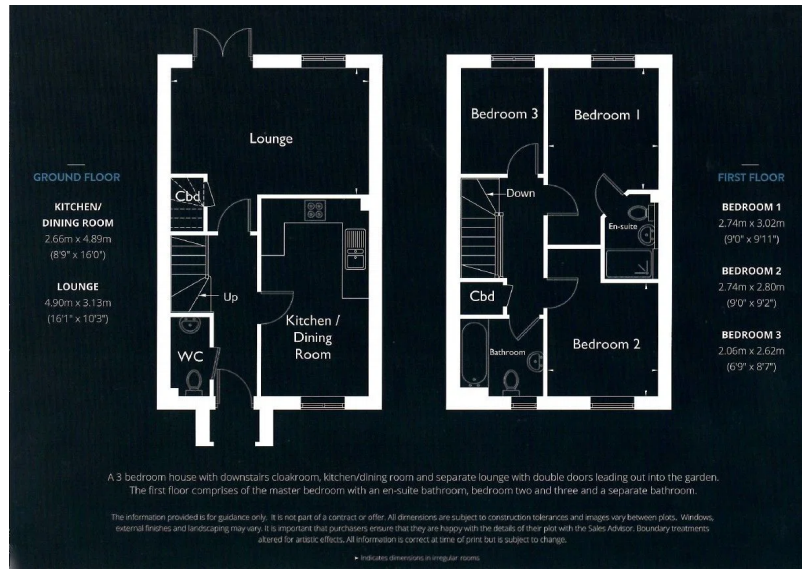 GROUND FLOOR
KITCHEN/
DINING ROOM
2.66m x 4.89m
(8'9" x 16'0")
LOUNGE
4.90m x 3.13m
(16'1" x 10'3")
Lounge
Cbd
Up
WC
Kitchen /
Dining
Room
Bedroom 3
Bedroom 1
Down
En-suite
Cbd
Bathroom
Bedroom 2
FIRST FLOOR
BEDROOM 1
2.74m x 3.02m
(9'0" x 9'11")
BEDROOM 2
2.74m x 2.80m
(9'0" x 9'2")
BEDROOM 3
2.06m x 2.62m
(6'9" x 8'7")
A 3 bedroom house with downstairs cloakroom, kitchen/dining room and separate lounge with double doors leading out into the garden.
The first floor comprises of the master bedroom with an en-suite bathroom, bedroom two and three and a separate bathroom.
The information provided is for guidance only. It is not part of a contract or offer. All dimensions are subject to construction tolerances and images vary between plots. Windows,
external finishes and landscaping may vary. It is important that purchasers ensure that they are happy with the details of their plot with the Sales Advisor. Boundary treatments
altered for artistic effects. All information is correct at time of print but is subject to change.
▸ Indicates dimensions in irregular rooms